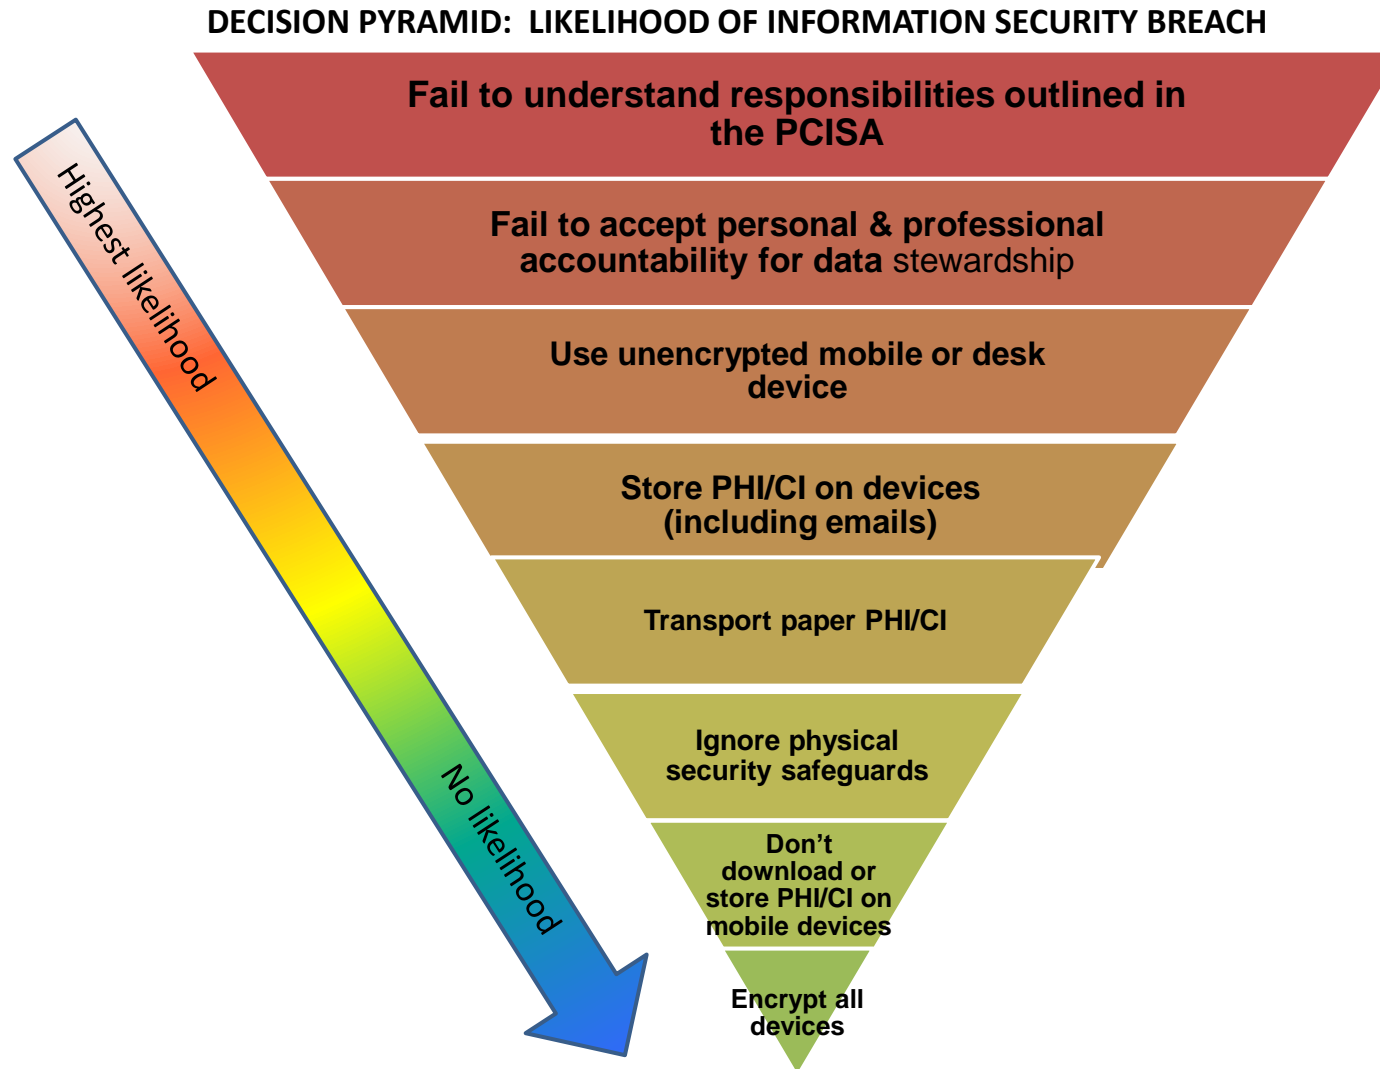 DECISION PYRAMID:  LIKELIHOOD OF INFORMATION SECURITY BREACH
Fail to understand responsibilities outlined in
the PCISA
Highest likelihood
Fail to accept personal & professional
accountability for data stewardship
Use unencrypted mobile or desk
device
Store PHI/CI on devices
(including emails)
Transport paper PHI/CI
Ignore physical
security safeguards
No likelihood
Don’t
download or
store PHI/CI on
mobile devices
Encrypt all
devices